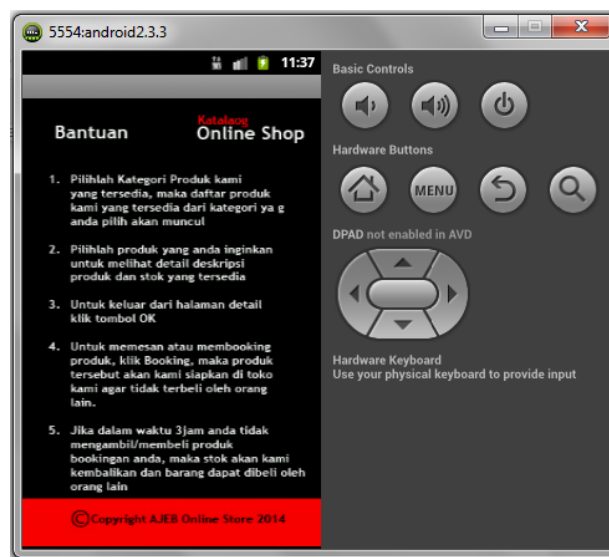 5554:android2.3.3
11:37
Bantuan
Katalaog
Online Shop
1. Pilihlah Kategori Produk kami
yang tersedia, maka daftar produk
kami yang tersedia dari kategori ya g
anda pilih akan muncul
2. Pilihlah produk yang anda inginkan
untuk melihat detail deskripsi
produk dan stok yang tersedia
3. Untuk keluar dari halaman detail
klik tombol OK
4. Untuk memesan atau membooking
produk, klik Booking, maka produk
tersebut akan kami siapkan di toko
kami agar tidak terbeli oleh orang
lain.
5. Jika dalam waktu 3jam anda tidak
mengambil/membeli produk
bookingan anda, maka stok akan kami
kembalikan dan barang dapat dibeli oleh
orang lain
©Copyright AJEB Online Store 2014
Basic Controls
Hardware Buttons
MENU
DPAD not enabled in AVD
Hardware Keyboard
Use your physical keyboard to provide input